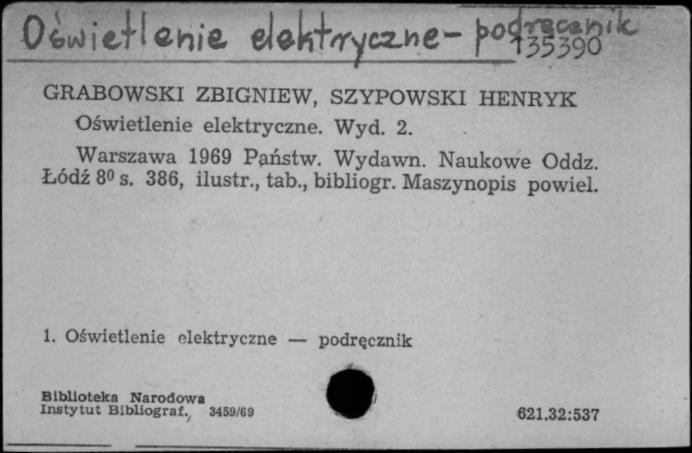 Oświetlenie elektryczne - podręcznik
135390
GRABOWSKI ZBIGNIEW, SZYPOWSKI HENRYK
Oświetlenie elektryczne. Wyd. 2.
Warszawa 1969 Państw. Wydawn. Naukowe Oddz.
Łódź 8⁰ s. 386, ilustr., tab., bibliogr. Maszynopis powiel.
1. Oświetlenie elektryczne — podręcznik
Biblioteka Narodowa
Instytut Bibliograf., 3459/69
621.32:537